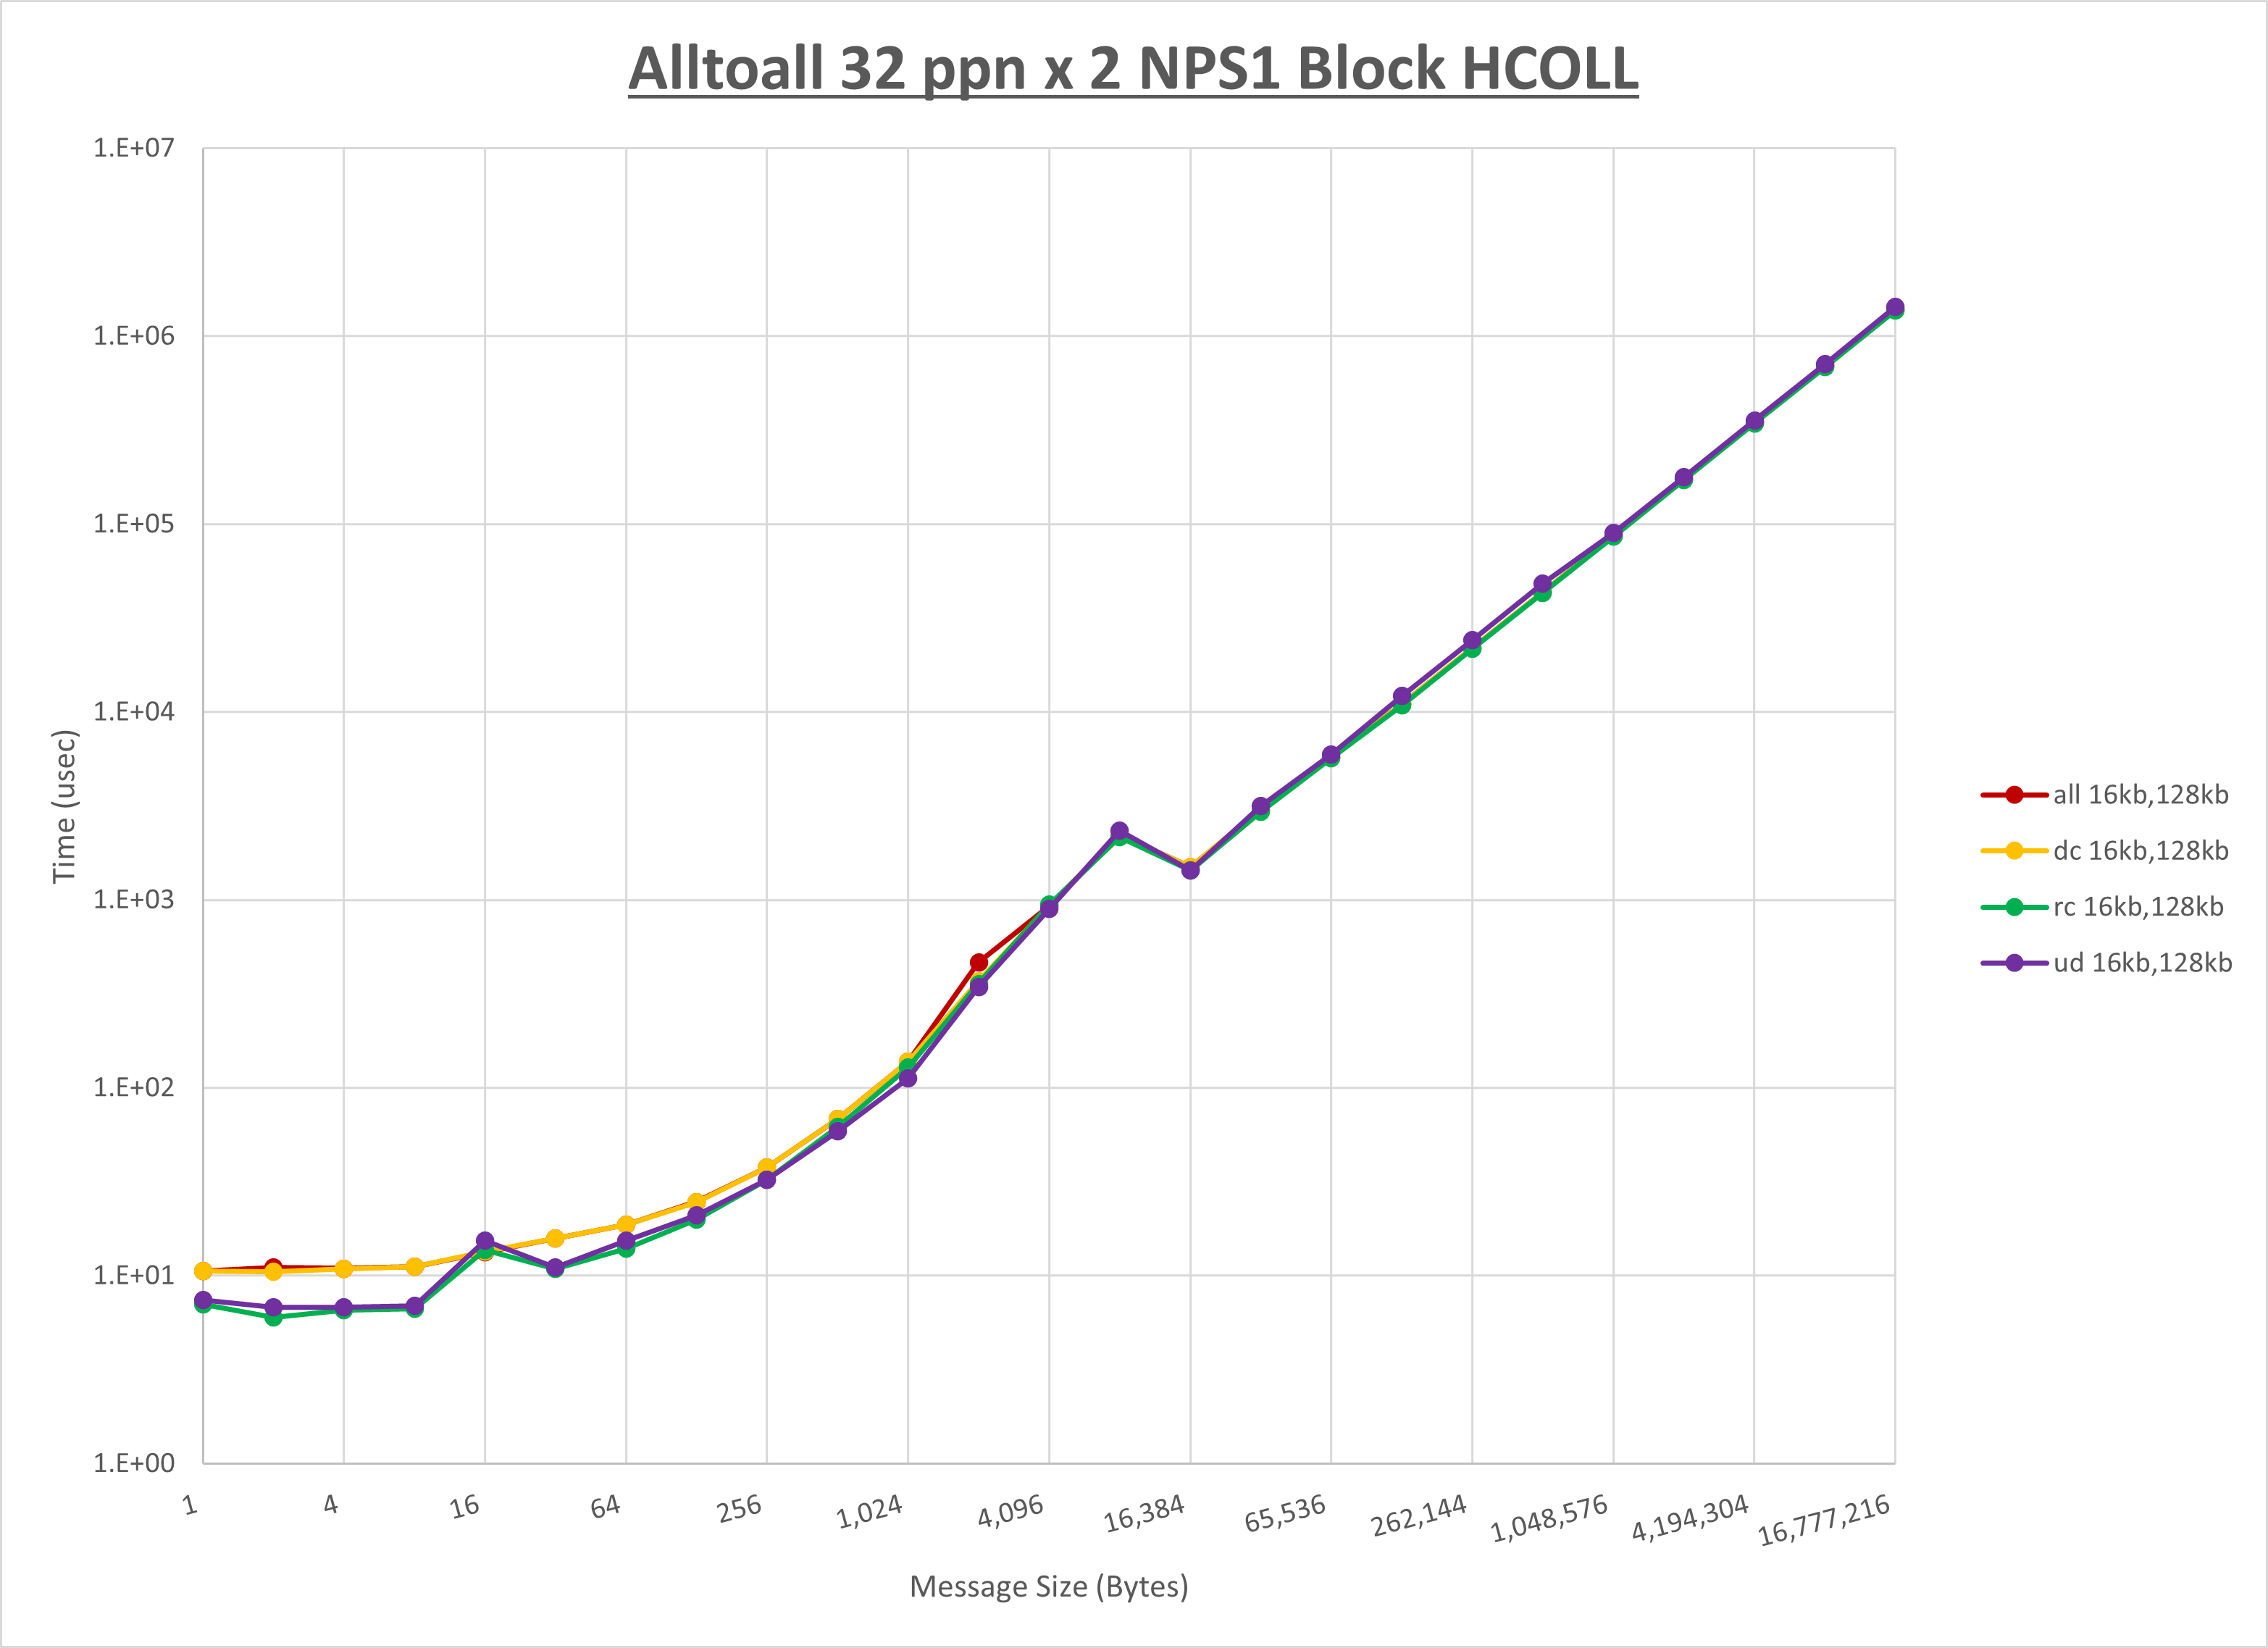 Alltoall 32 ppn x 2 NPS1 Block HCOLL
1.E+07
1.E+06
1.E+05
1.E+04
1.E+03
1.E+02
1.E+01
1.E+00
Time (usec)
1
4
16
64
256
1,024
4,096
16,384
65,536
262,144
1,048,576
4,194,304
16,777,216
Message Size (Bytes)
all 16kb,128kb
dc 16kb,128kb
rc 16kb,128kb
ud 16kb,128kb